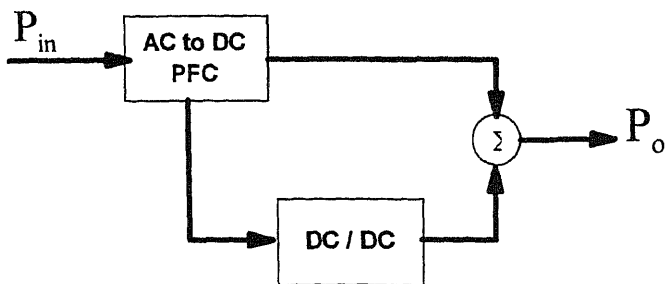 P_in
AC to DC
PFC
Σ
P_o
DC / DC